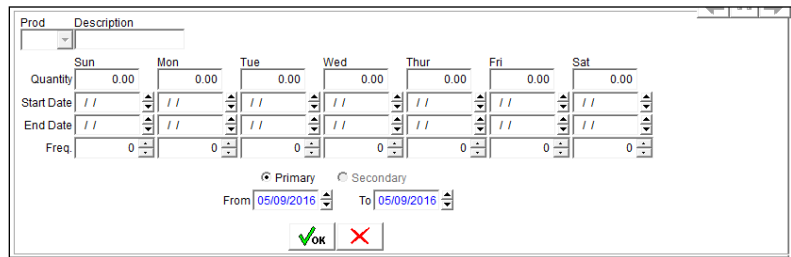 Prod Description
Sun Mon Tue Wed Thur Fri Sat
Quantity 0.00 0.00 0.00 0.00 0.00 0.00 0.00
Start Date / / / / / / / / / / / / / /
End Date / / / / / / / / / / / / / /
Freq. 0 0 0 0 0 0 0
Primary Secondary
From 05/09/2016 To 05/09/2016
OK